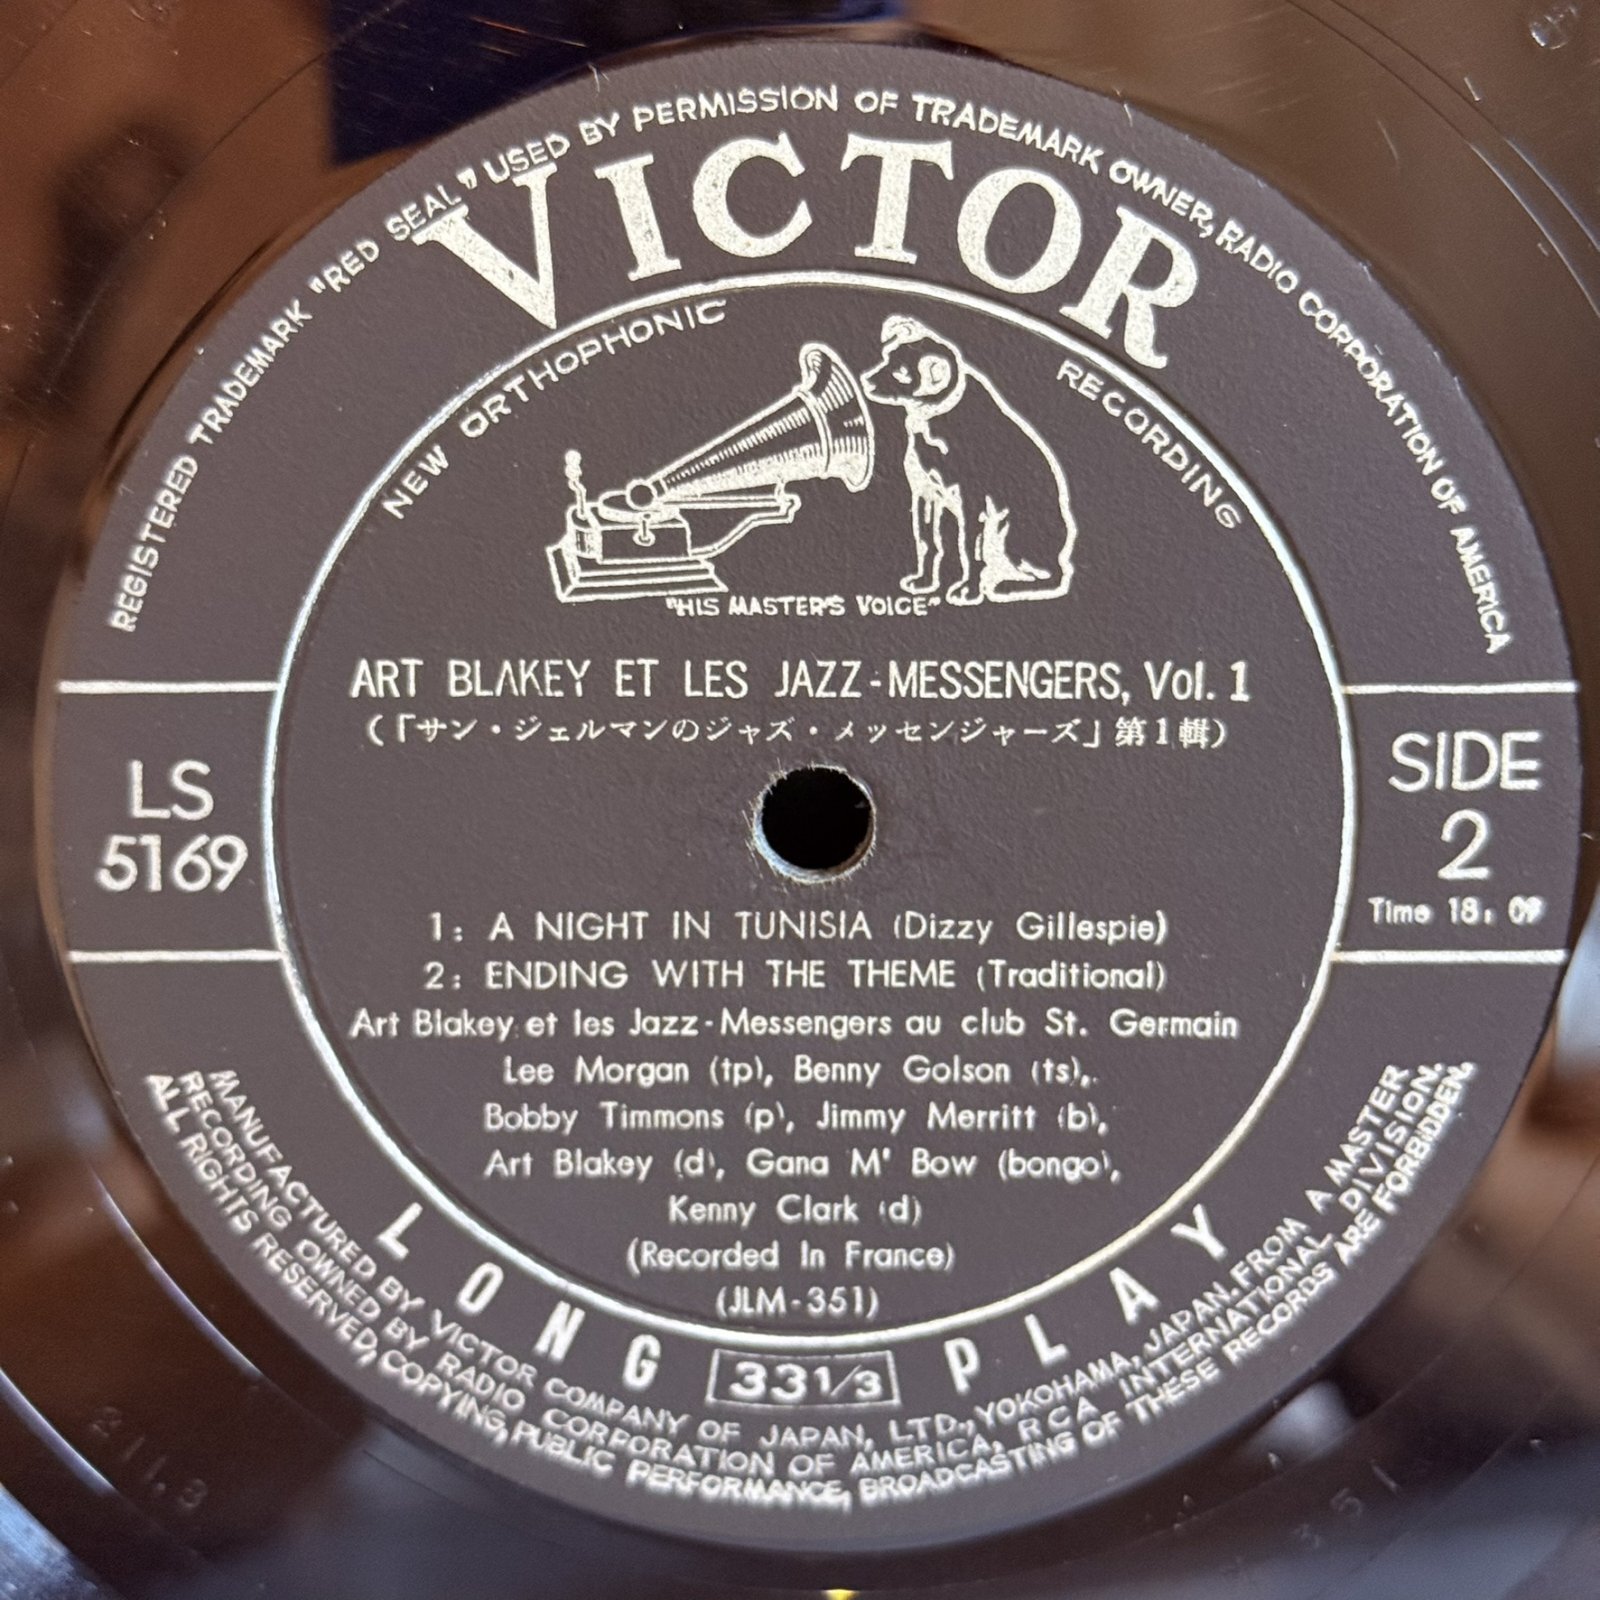 REGISTERED TRADEMARK "RED SEAL" USED BY PERMISSION OF TRADEMARK OWNER, RADIO CORPORATION OF AMERICA
VICTOR
NEW ORTHOPHONIC RECORDING
"HIS MASTER'S VOICE"
ART BLAKEY ET LES JAZZ-MESSENGERS, Vol. 1
(「サン・ジェルマンのジャズ・メッセンジャーズ」第1輯)
LS
5169
SIDE
2
Time 18:09
1: A NIGHT IN TUNISIA (Dizzy Gillespie)
2: ENDING WITH THE THEME (Traditional)
Art Blakey et les Jazz-Messengers au club St. Germain
Lee Morgan (tp), Benny Golson (ts),
Bobby Timmons (p), Jimmy Merritt (b),
Art Blakey (d), Gana M' Bow (bongo),
Kenny Clark (d)
(Recorded In France)
(JLM-351)
LONG 33 1/3 PLAY
MANUFACTURED BY VICTOR COMPANY OF JAPAN, LTD., YOKOHAMA, JAPAN. FROM A MASTER
RECORDING OWNED BY RADIO CORPORATION OF AMERICA, RCA INTERNATIONAL DIVISION.
ALL RIGHTS RESERVED, COPYING, PUBLIC PERFORMANCE, BROADCASTING OF THESE RECORDS ARE FORBIDDEN.